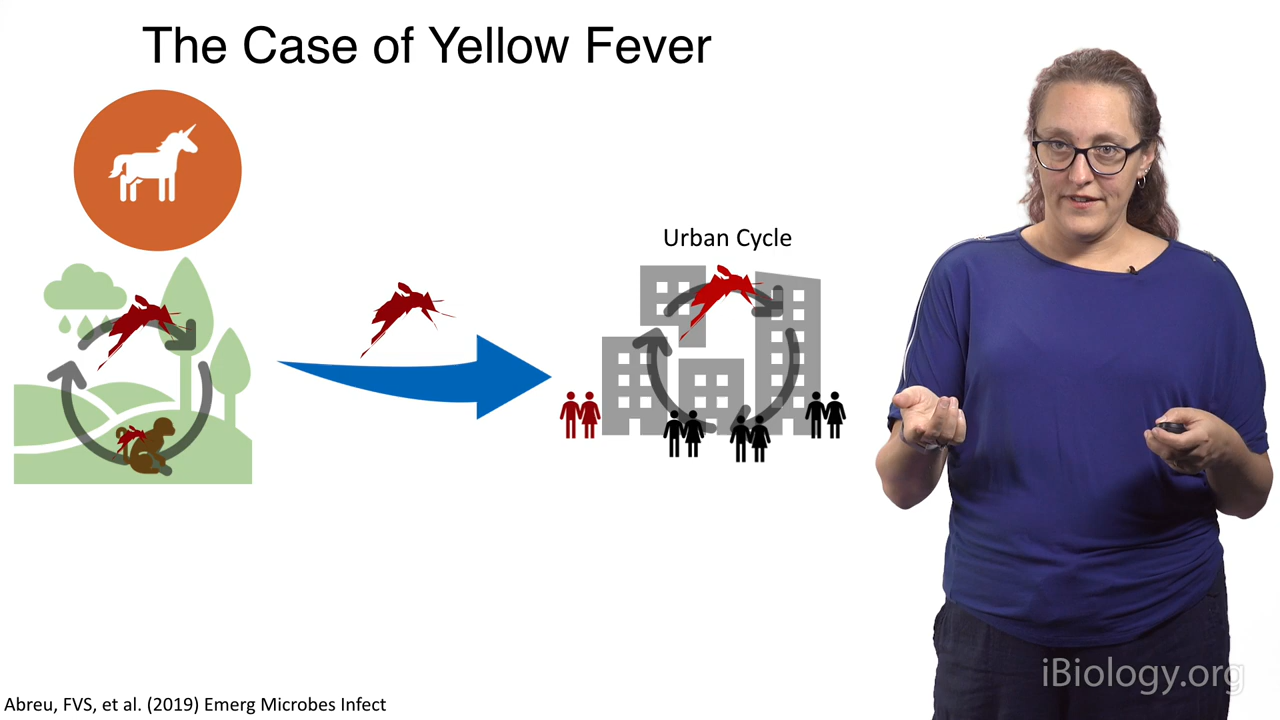 The Case of Yellow Fever
Urban Cycle
iBiology.org
Abreu, FVS, et al. (2019) Emerg Microbes Infect